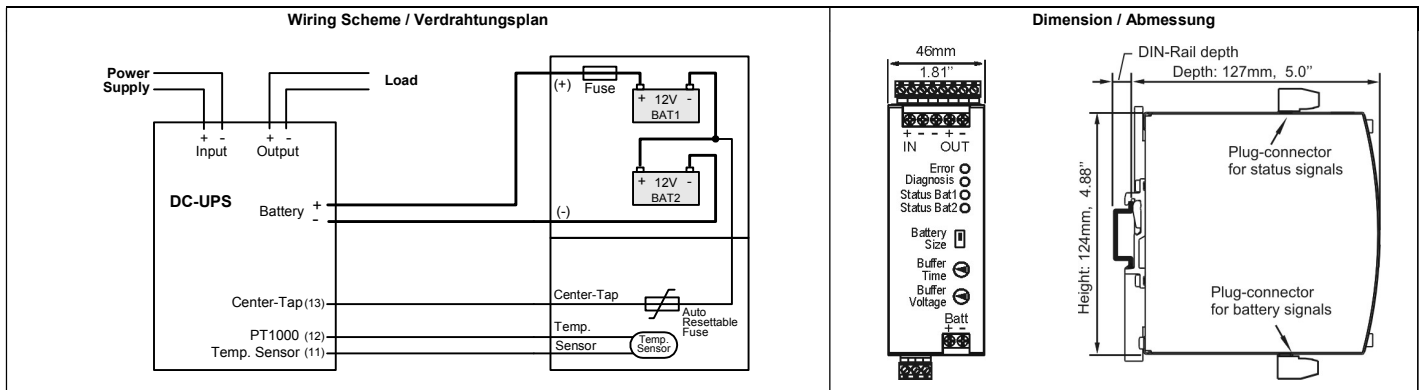 Wiring Scheme / Verdrahtungsplan
Power
Supply
Load
+ -
Input
+ -
Output
DC-UPS
Battery
+
-
Center-Tap (13)
PT1000 (12)
Temp. Sensor (11)
(+)
Fuse
+ 12V -
BAT1
+ 12V -
BAT2
(-)
Center-Tap
Auto
Resettable
Fuse
Temp.
Sensor
Temp.
Sensor
Dimension / Abmessung
46mm
1.81”
+ - - + -
IN OUT
Error
Diagnosis
Status Bat1
Status Bat2
Battery
Size
Buffer
Time
Buffer
Voltage
Batt
+ -
DIN-Rail depth
Depth: 127mm, 5.0”
Height: 124mm, 4.88”
Plug-connector
for status signals
Plug-connector
for battery signals